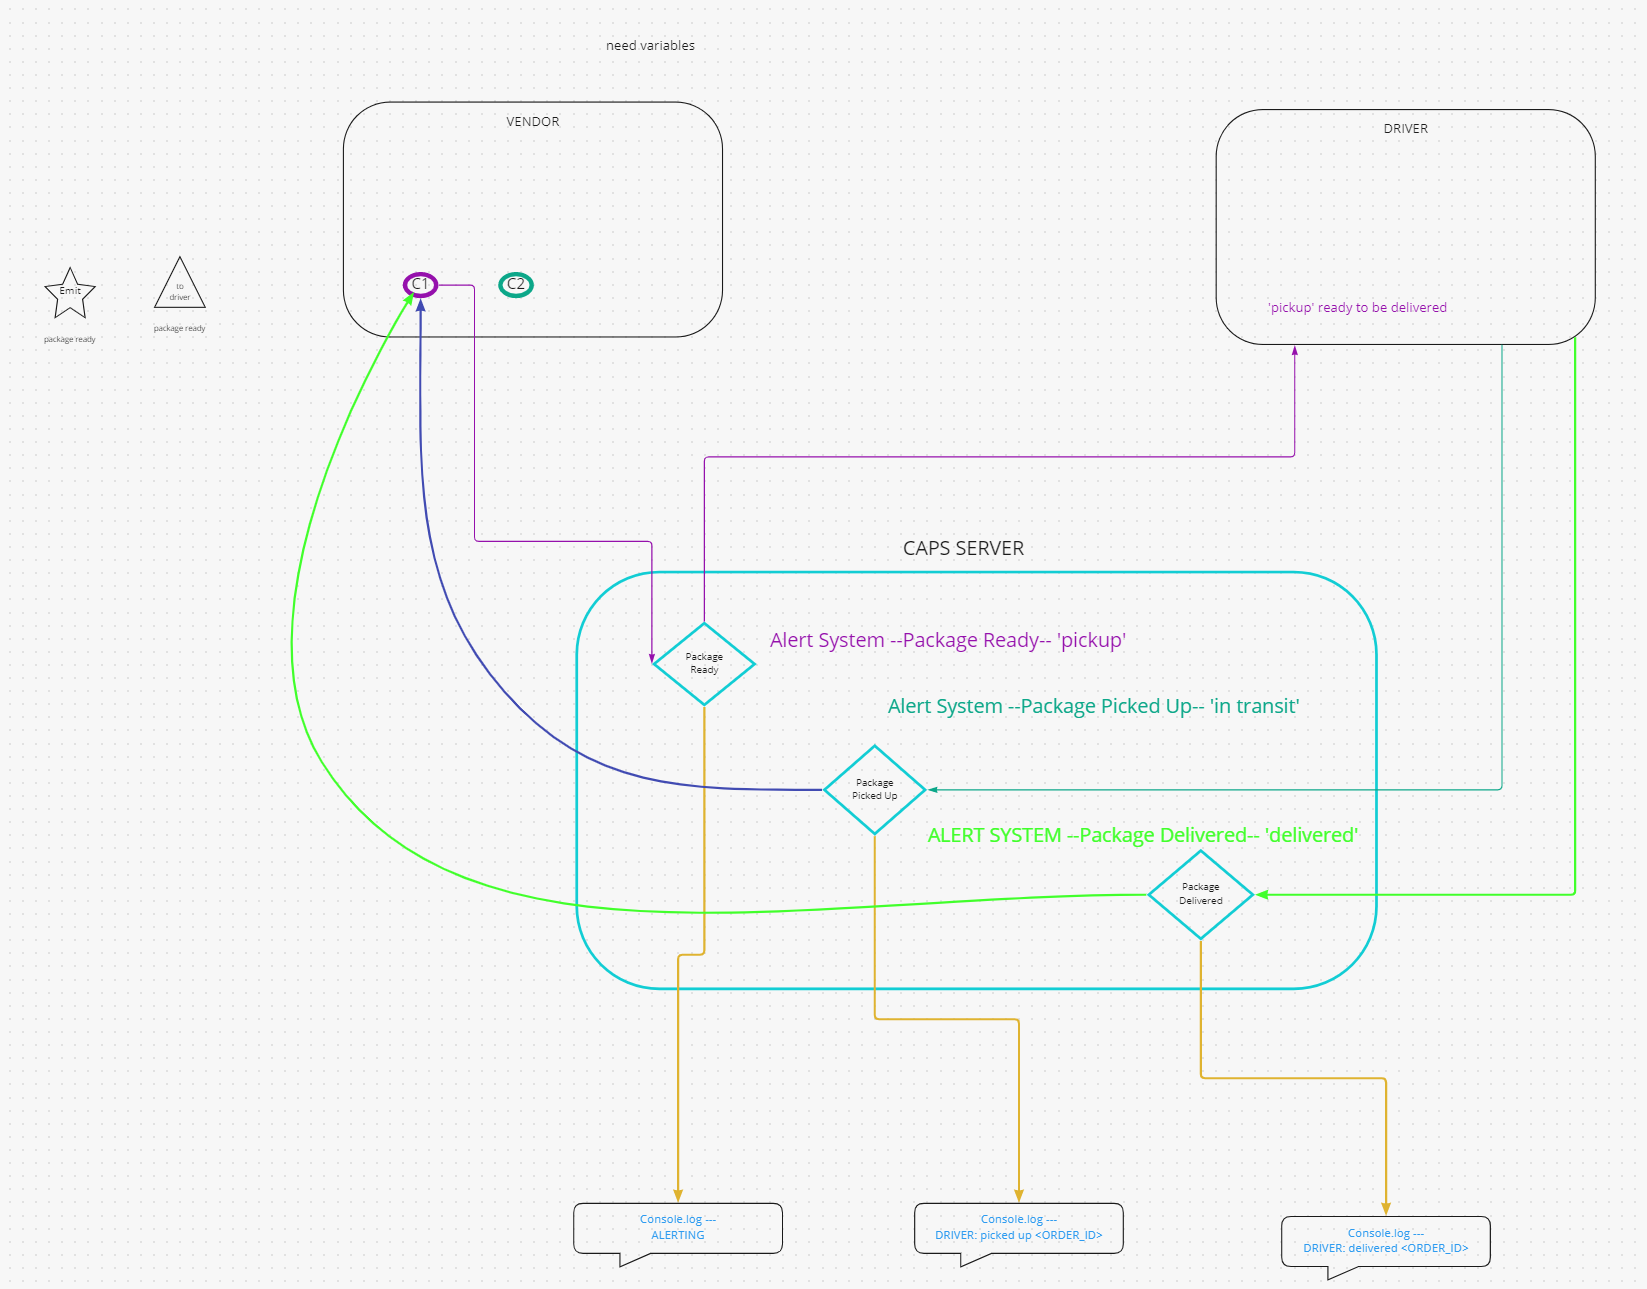 need variables
VENDOR
DRIVER
C1
C2
Emit
to
driver
package ready
package ready
'pickup' ready to be delivered
CAPS SERVER
Alert System --Package Ready-- 'pickup'
Package
Ready
Alert System --Package Picked Up-- 'in transit'
Package
Picked Up
ALERT SYSTEM --Package Delivered-- 'delivered'
Package
Delivered
Console.log ---
ALERTING
Console.log ---
DRIVER: picked up <ORDER_ID>
Console.log ---
DRIVER: delivered <ORDER_ID>